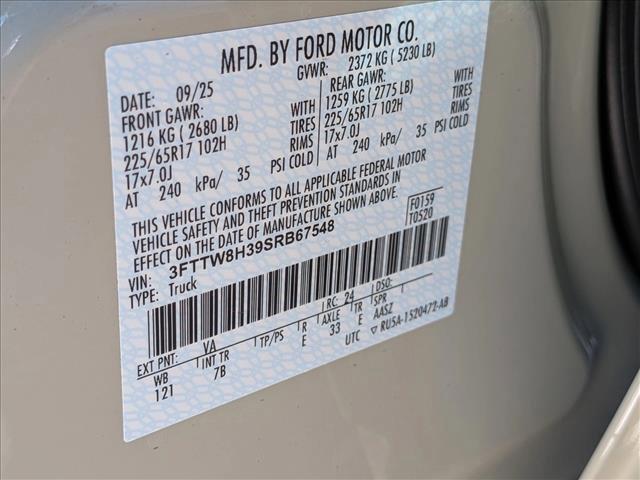 MFD. BY FORD MOTOR CO.
DATE: 09/25 GVWR: 2372 KG ( 5230 LB)
FRONT GAWR: REAR GAWR:
1216 KG ( 2680 LB) WITH 1259 KG ( 2775 LB) WITH
225/65R17 102H TIRES 225/65R17 102H TIRES
17x7.0J RIMS 17x7.0J RIMS
AT 240 kPa/ 35 PSI COLD AT 240 kPa/ 35 PSI COLD
THIS VEHICLE CONFORMS TO ALL APPLICABLE FEDERAL MOTOR
VEHICLE SAFETY AND THEFT PREVENTION STANDARDS IN
EFFECT ON THE DATE OF MANUFACTURE SHOWN ABOVE.
VIN: 3FTTW8H39SRB67548 F0159
TYPE: Truck T0520
EXT PNT: VA RC: 24 DSO:
WB INT TR TP/PS R AXLE TR SPR
121 7B E 33 E AASZ
UTC ▽ RU5A-1520472-AB